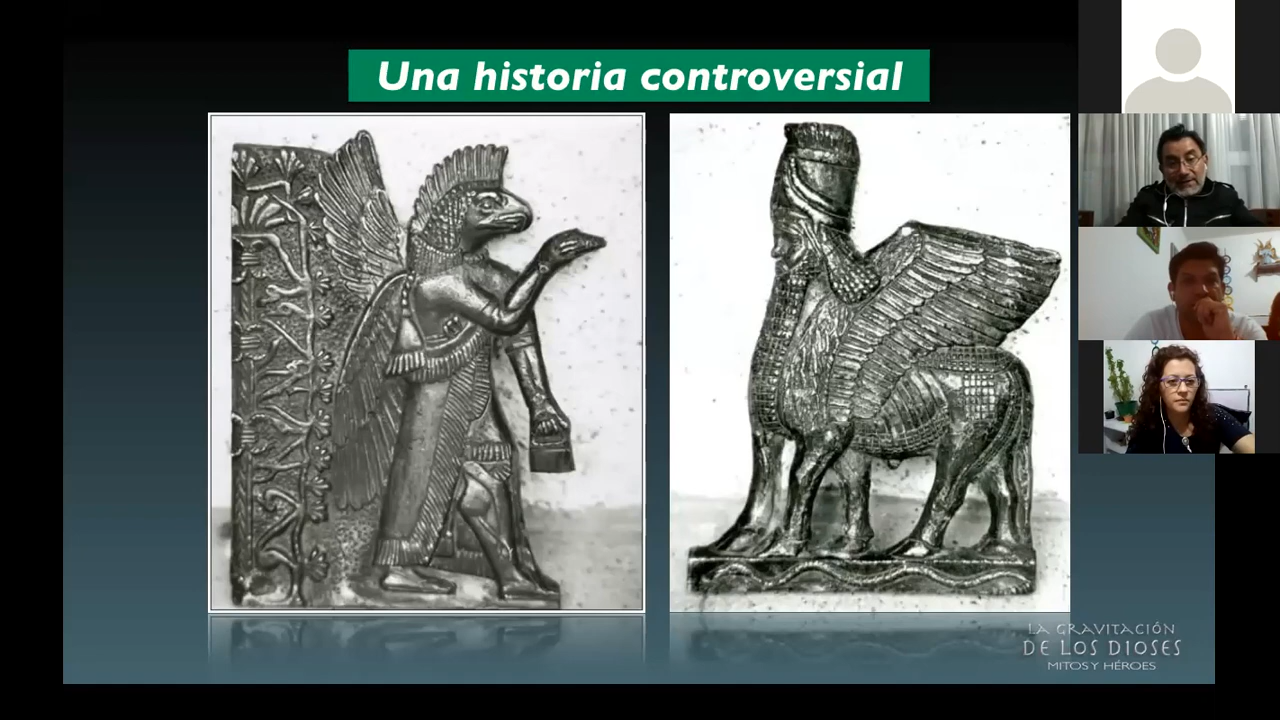 Una historia controversial
LA GRAVITACIÓN
DE LOS DIOSES
MITOS Y HÉROES